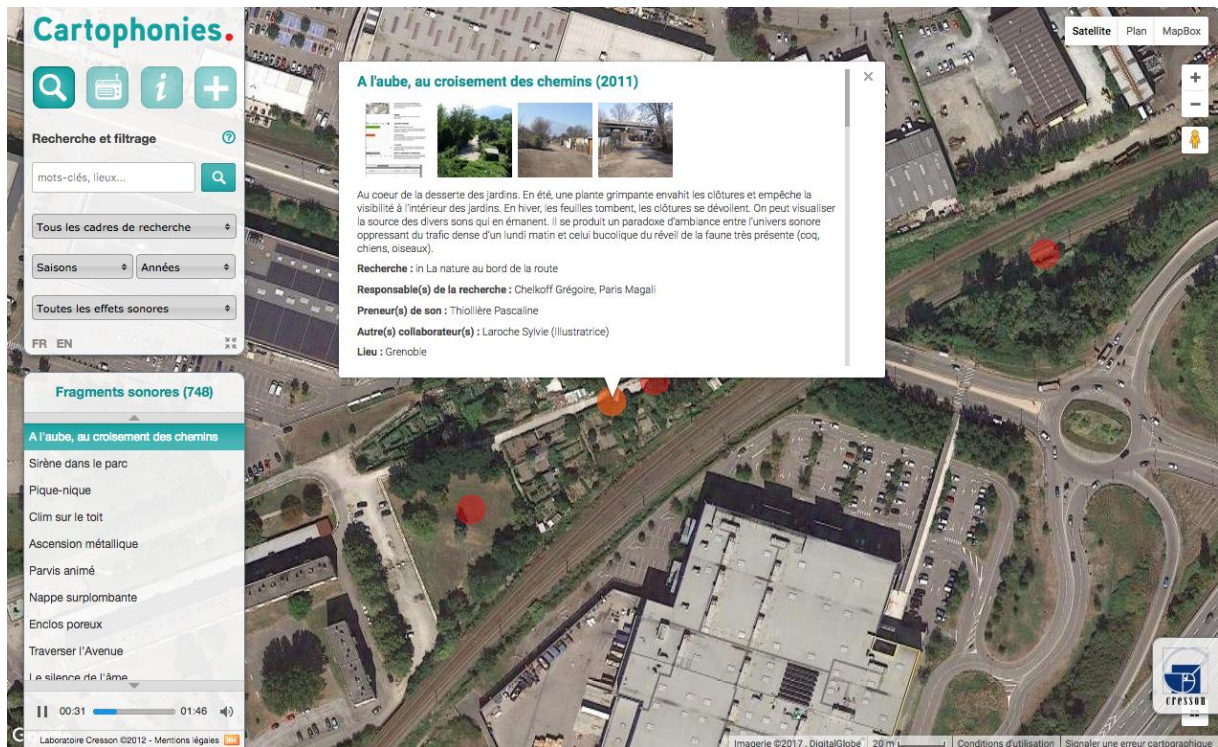 Cartophonies.
Recherche et filtrage
mots-clés, lieux...
Tous les cadres de recherche
Saisons
Années
Toutes les effets sonores
FR EN
Fragments sonores (748)
A l'aube, au croisement des chemins
Sirène dans le parc
Pique-nique
Clim sur le toit
Ascension métallique
Parvis animé
Nappe surplombante
Enclos poreux
Traverser l'Avenue
Le silence de l'âme
00:31
01:46
Laboratoire Cresson ©2012 - Mentions légales
A l'aube, au croisement des chemins (2011)
Au coeur de la desserte des jardins. En été, une plante grimpante envahit les clôtures et empêche la
visibilité à l'intérieur des jardins. En hiver, les feuilles tombent, les clôtures se dévoilent. On peut visualiser
la source des divers sons qui en émanent. Il se produit un paradoxe d'ambiance entre l'univers sonore
oppressant du trafic dense d'un lundi matin et celui bucolique du réveil de la faune très présente (coq,
chiens, oiseaux).
Recherche : in La nature au bord de la route
Responsable(s) de la recherche : Chelkoff Grégoire, Paris Magali
Preneur(s) de son : Thiollière Pascaline
Autre(s) collaborateur(s) : Laroche Sylvie (Illustratrice)
Lieu : Grenoble
Satellite Plan MapBox
cresson
Imagerie ©2017, DigitalGlobe 20 m Conditions d'utilisation Signaler une erreur cartographique